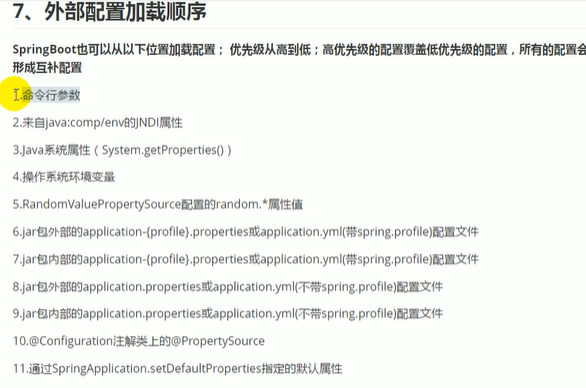 7、外部配置加载顺序
SpringBoot也可以从以下位置加载配置； 优先级从高到低；高优先级的配置覆盖低优先级的配置，所有的配置会
形成互补配置
1.命令行参数
2.来自java:comp/env的JNDI属性
3.Java系统属性（System.getProperties()）
4.操作系统环境变量
5.RandomValuePropertySource配置的random.*属性值
6.jar包外部的application-{profile}.properties或application.yml(带spring.profile)配置文件
7.jar包内部的application-{profile}.properties或application.yml(带spring.profile)配置文件
8.jar包外部的application.properties或application.yml(不带spring.profile)配置文件
9.jar包内部的application.properties或application.yml(不带spring.profile)配置文件
10.@Configuration注解类上的@PropertySource
11.通过SpringApplication.setDefaultProperties指定的默认属性